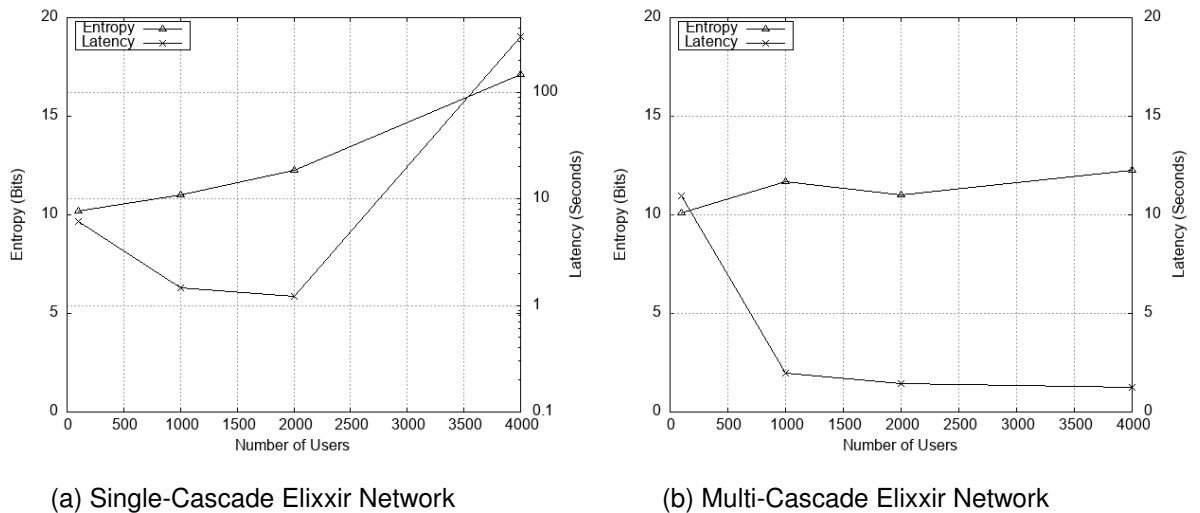 Entropy
Latency
20
15
10
5
0
Entropy (Bits)
100
10
1
0.1
Latency (Seconds)
0 500 1000 1500 2000 2500 3000 3500 4000
Number of Users
(a) Single-Cascade Elixxir Network
Entropy
Latency
20
15
10
5
0
Entropy (Bits)
20
15
10
5
0
Latency (Seconds)
0 500 1000 1500 2000 2500 3000 3500 4000
Number of Users
(b) Multi-Cascade Elixxir Network